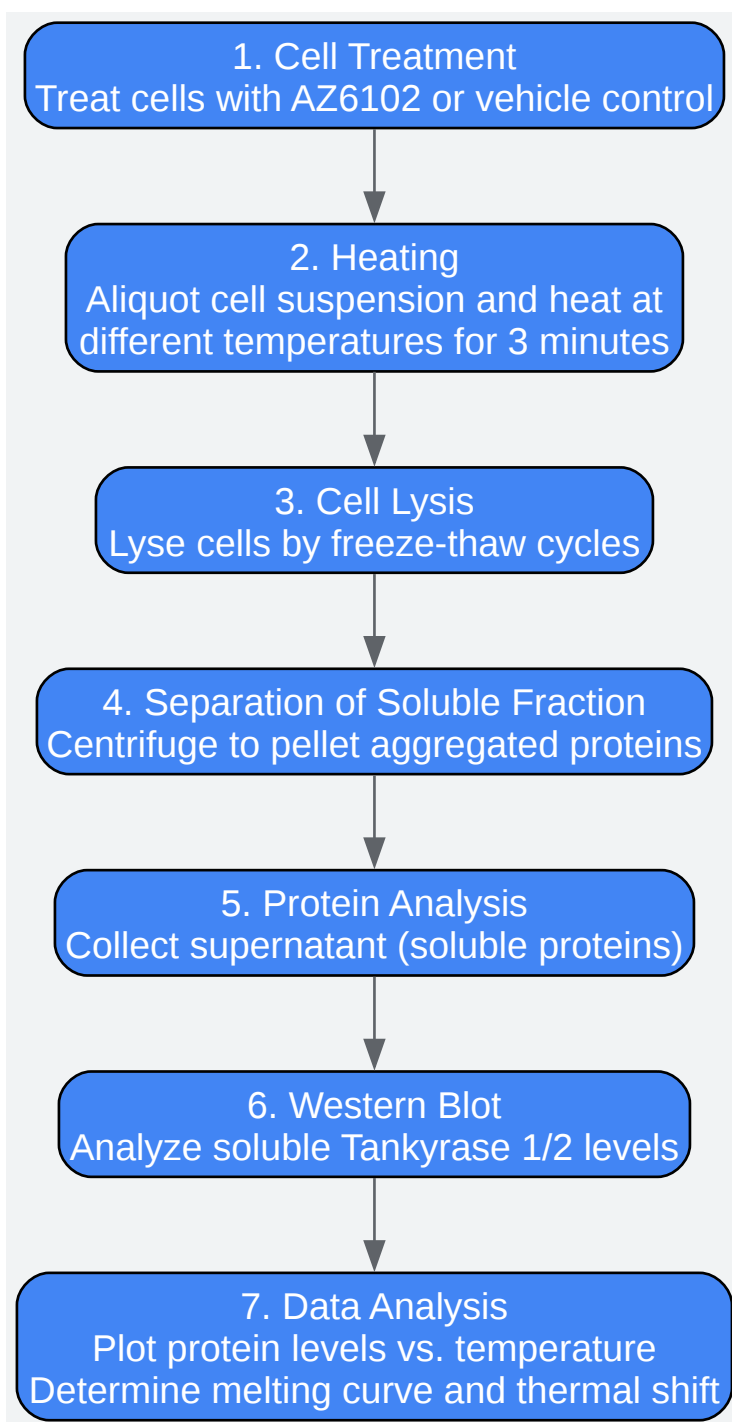 1. Cell Treatment
Treat cells with AZ6102 or vehicle control
2. Heating
Aliquot cell suspension and heat at
different temperatures for 3 minutes
3. Cell Lysis
Lyse cells by freeze-thaw cycles
4. Separation of Soluble Fraction
Centrifuge to pellet aggregated proteins
5. Protein Analysis
Collect supernatant (soluble proteins)
6. Western Blot
Analyze soluble Tankyrase 1/2 levels
7. Data Analysis
Plot protein levels vs. temperature
Determine melting curve and thermal shift